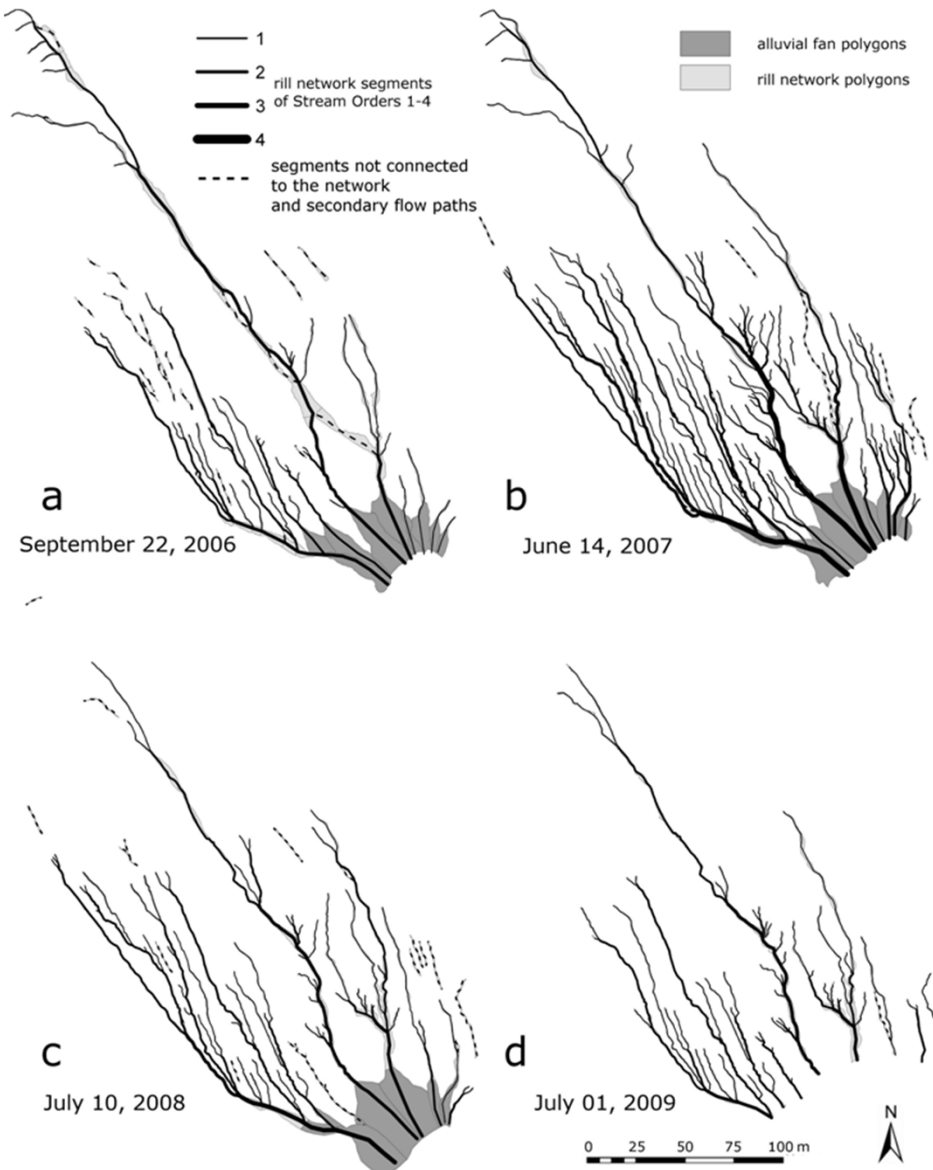 1
2
3
4
rill network segments
of Stream Orders 1-4
segments not connected
to the network
and secondary flow paths
alluvial fan polygons
rill network polygons
a
September 22, 2006
b
June 14, 2007
c
July 10, 2008
d
July 01, 2009
0 25 50 75 100 m
N